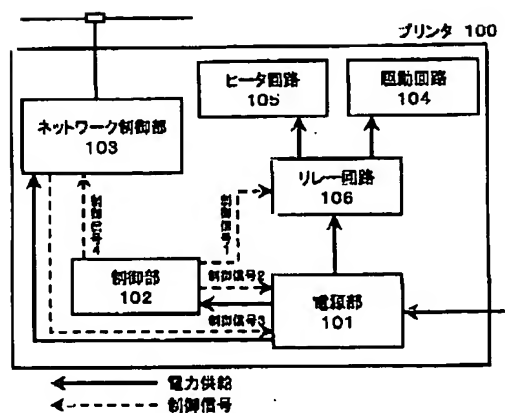 プリンタ 100
ヒータ回路
105
駆動回路
104
ネットワーク制御部
103
リレー回路
106
制御信号4
制御信号1
制御部
102
制御信号2
制御信号3
電源部
101
電力供給
制御信号